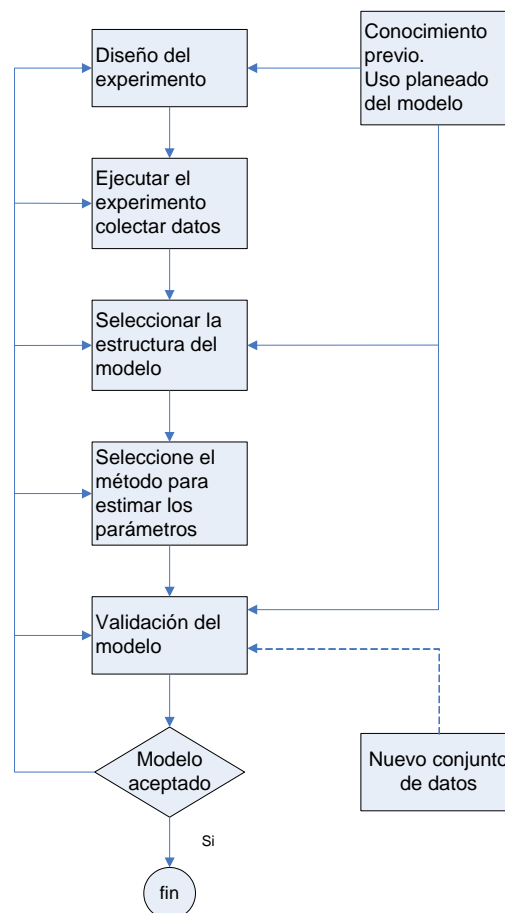 Diseño del
experimento
Conocimiento
previo.
Uso planeado
del modelo
Ejecutar el
experimento
colectar datos
Seleccionar la
estructura del
modelo
Seleccione el
método para
estimar los
parámetros
Validación del
modelo
Modelo
aceptado
Nuevo conjunto
de datos
Si
fin